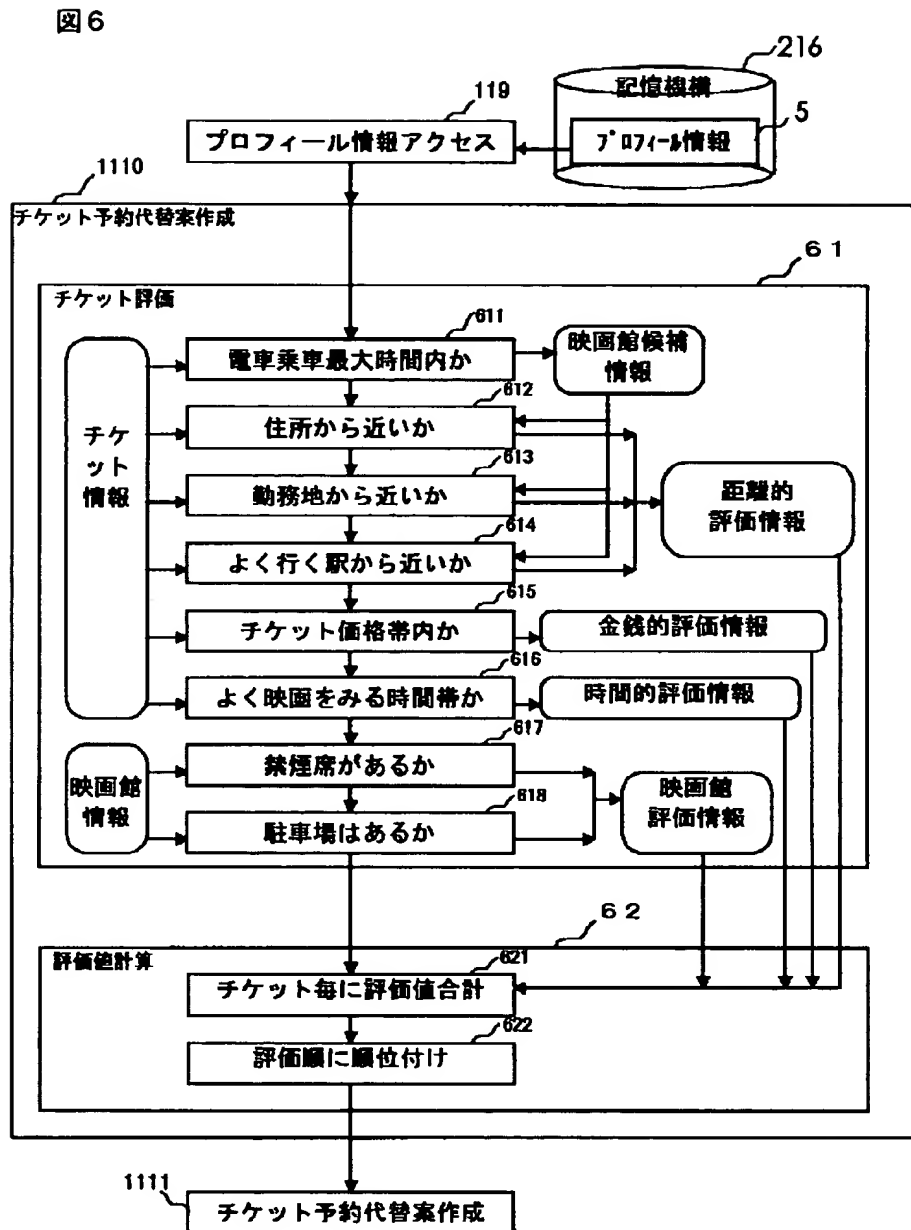 図6
216
記憶機構
119
5
プロフィール情報アクセス
プロフィール情報
1110
チケット予約代替案作成
61
チケット評価
611
電車乗車最大時間内か
映画館候補
情報
612
住所から近いか
チケ
ット
情報
613
勤務地から近いか
距離的
評価情報
614
よく行く駅から近いか
615
チケット価格帯内か
金銭的評価情報
616
よく映画をみる時間帯か
時間的評価情報
617
禁煙席があるか
映画館
情報
618
駐車場はあるか
映画館
評価情報
62
評価値計算
621
チケット毎に評価値合計
622
評価順に順位付け
1111
チケット予約代替案作成